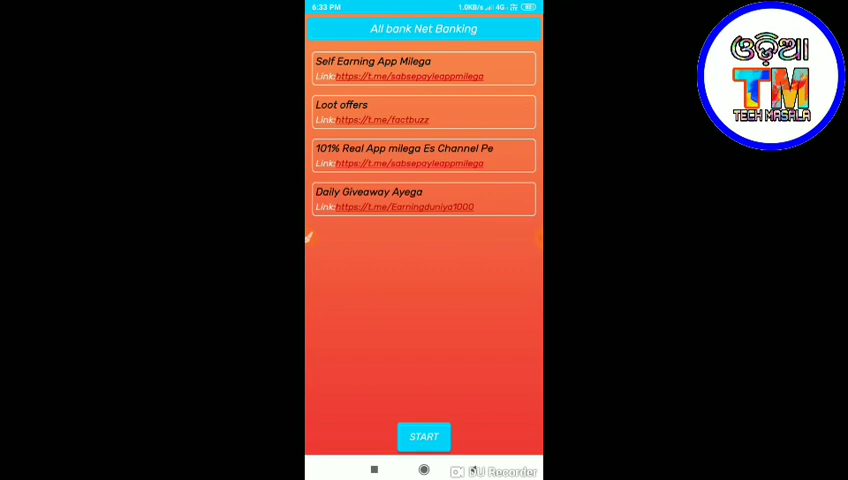 6:33 PM
1.0KB/s 4G
All bank Net Banking
Self Earning App Milega
Link:https://t.me/sabsepayleappmilega
Loot offers
Link:https://t.me/factbuzz
101% Real App milega Es Channel Pe
Link:https://t.me/sabsepayleappmilega
Daily Giveaway Ayega
Link:https://t.me/Earningduniya1000
START
DU Recorder
ଓଡ଼ିଆ
TM
TECH MASALA